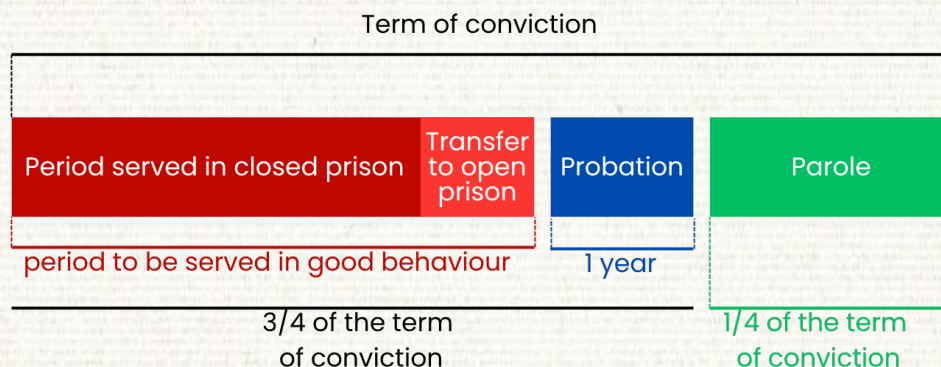 Term of conviction
Period served in closed prison
Transfer
to open
prison
Probation
Parole
period to be served in good behaviour
1 year
3/4 of the term
of conviction
1/4 of the term
of conviction